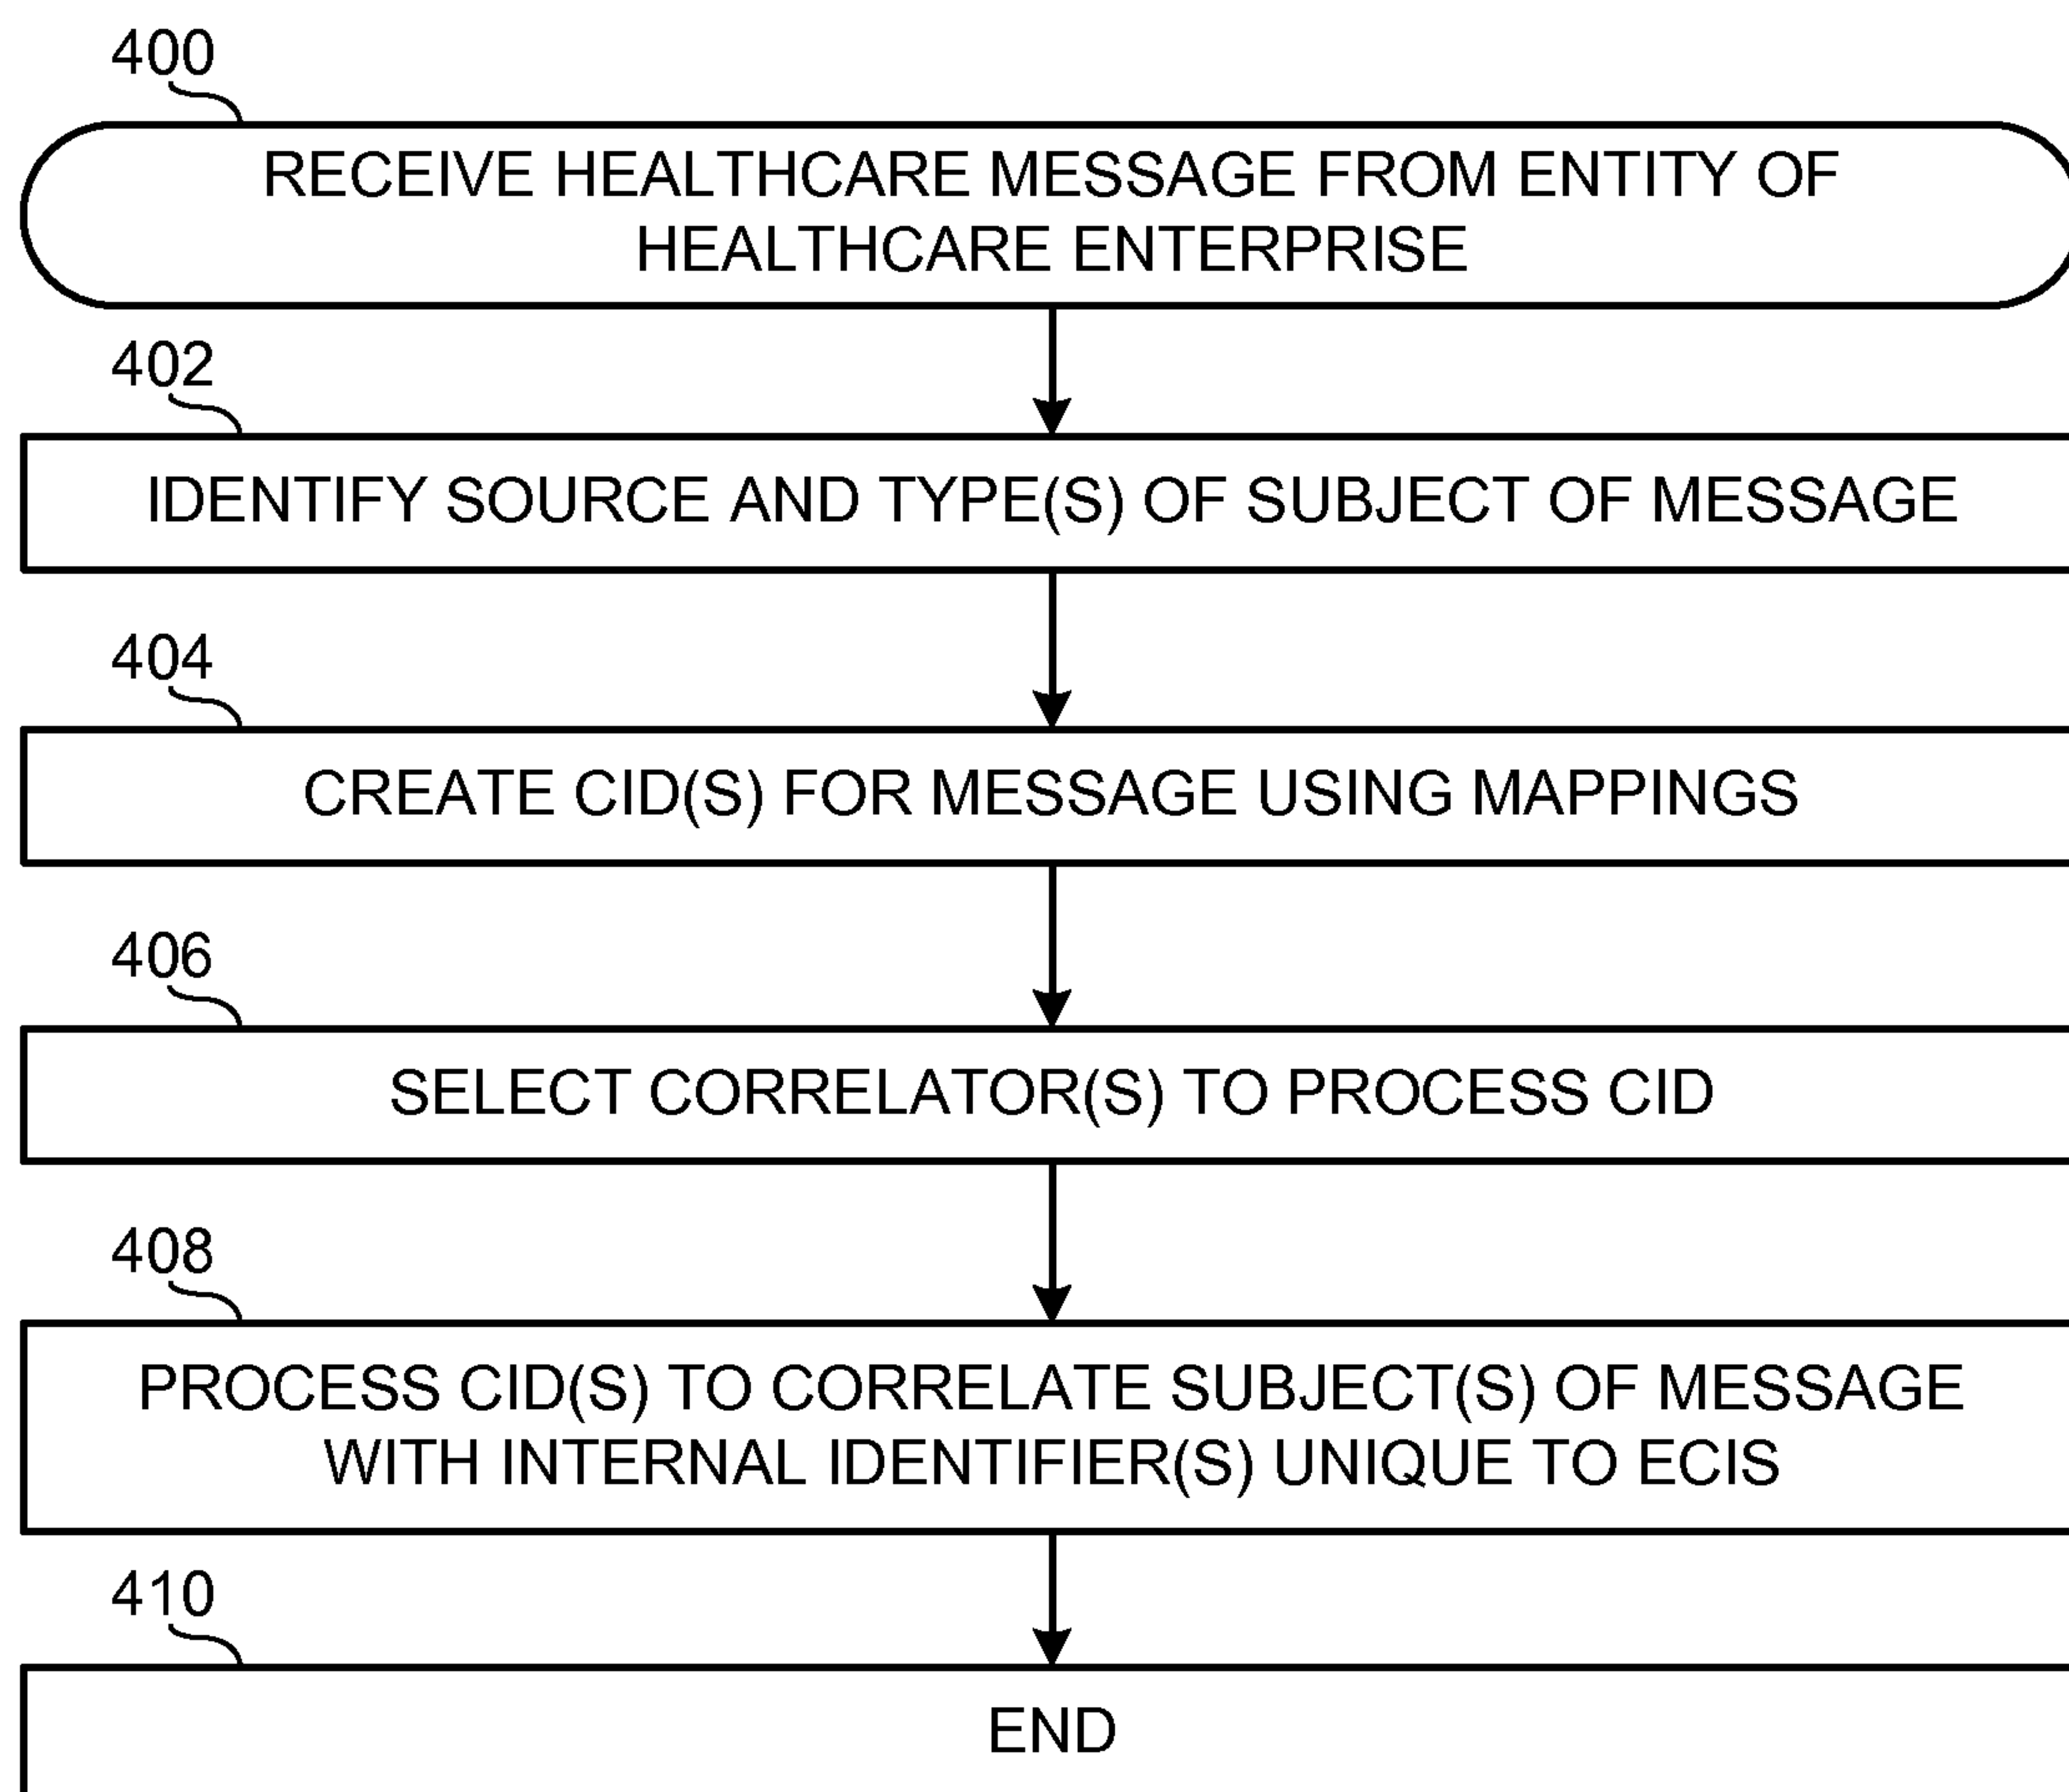 400
RECEIVE HEALTHCARE MESSAGE FROM ENTITY OF
HEALTHCARE ENTERPRISE
402
IDENTIFY SOURCE AND TYPE(S) OF SUBJECT OF MESSAGE
404
CREATE CID(S) FOR MESSAGE USING MAPPINGS
406
SELECT CORRELATOR(S) TO PROCESS CID
408
PROCESS CID(S) TO CORRELATE SUBJECT(S) OF MESSAGE
WITH INTERNAL IDENTIFIER(S) UNIQUE TO ECIS
410
END